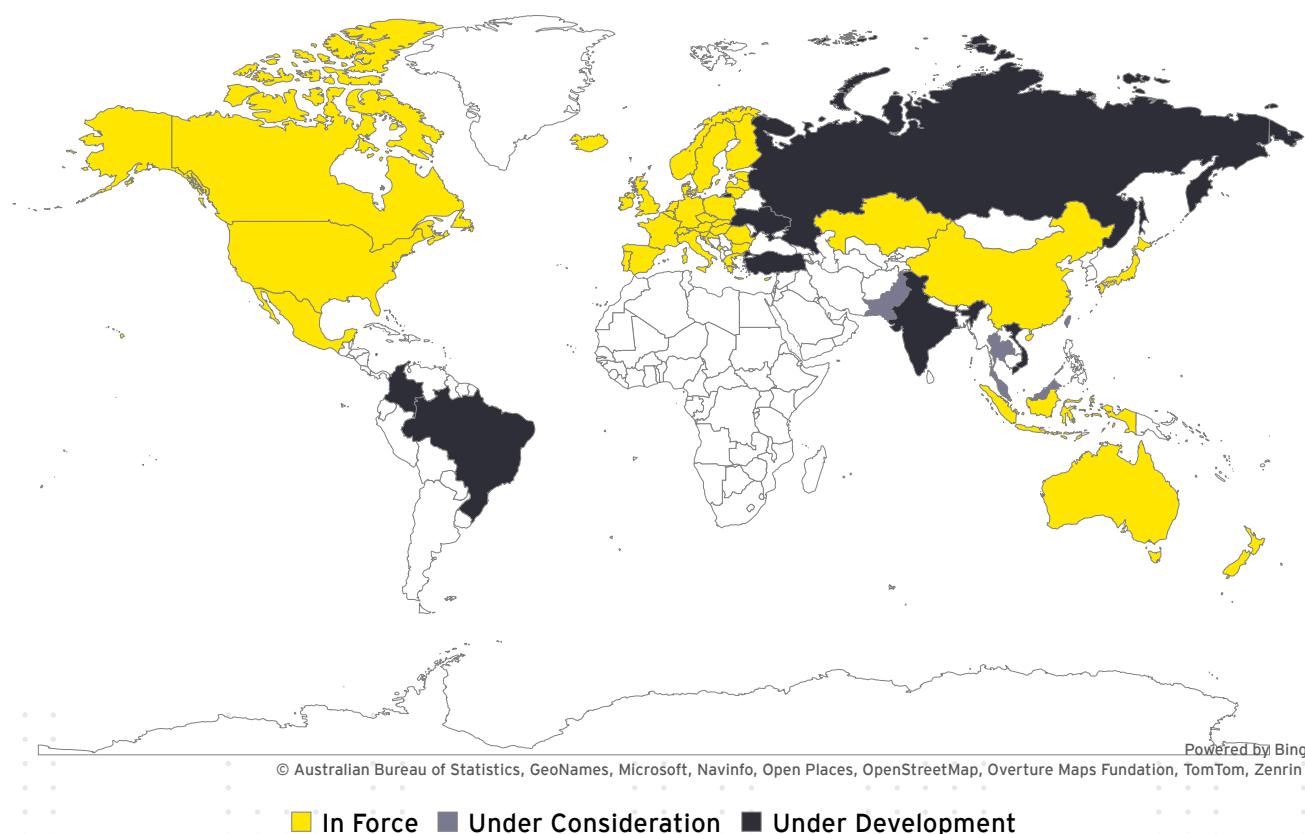 Powered by Bing
© Australian Bureau of Statistics, GeoNames, Microsoft, Navinfo, Open Places, OpenStreetMap, Overture Maps Fundation, TomTom, Zenrin
In Force Under Consideration Under Development